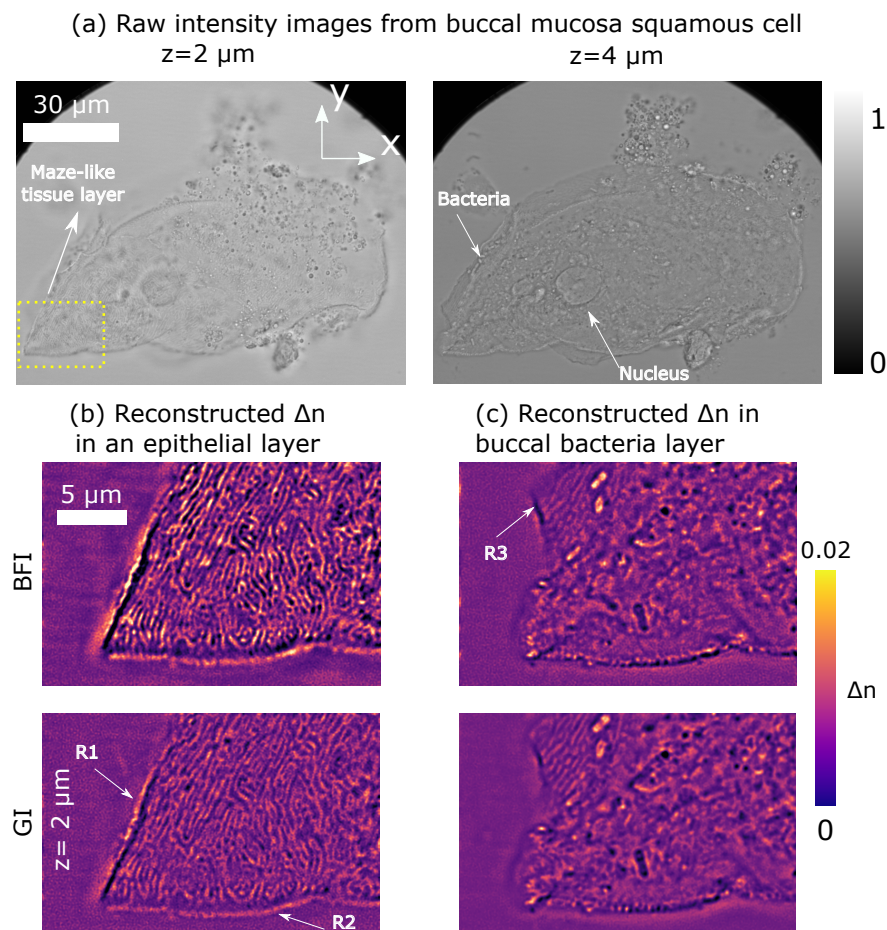 (a) Raw intensity images from buccal mucosa squamous cell
z=2 μm
z=4 μm
30 μm
y
x
Maze-like
tissue layer
Bacteria
Nucleus
1
0
(b) Reconstructed Δn
in an epithelial layer
(c) Reconstructed Δn in
buccal bacteria layer
BFI
5 μm
R3
0.02
Δn
0
GI
z= 2 μm
R1
R2